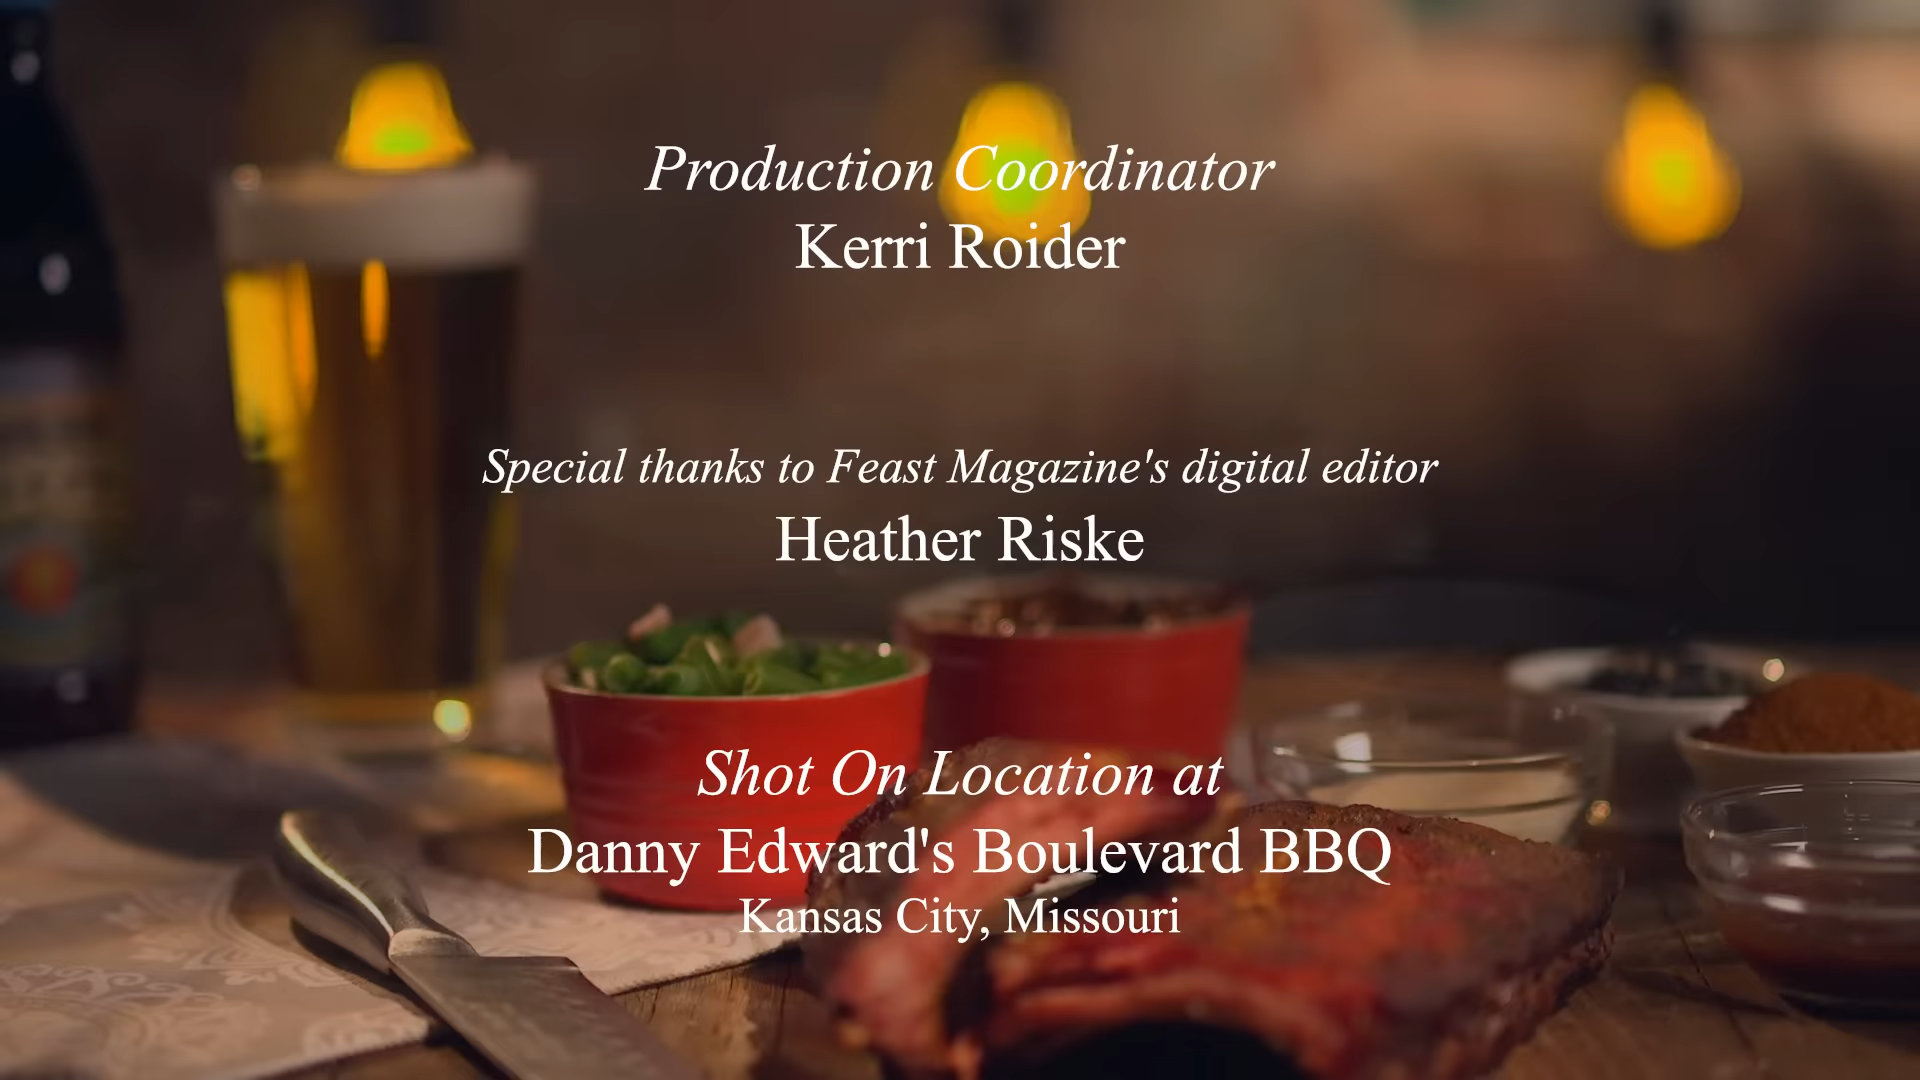 Production Coordinator
Kerri Roider
Special thanks to Feast Magazine's digital editor
Heather Riske
Shot On Location at
Danny Edward's Boulevard BBQ
Kansas City, Missouri